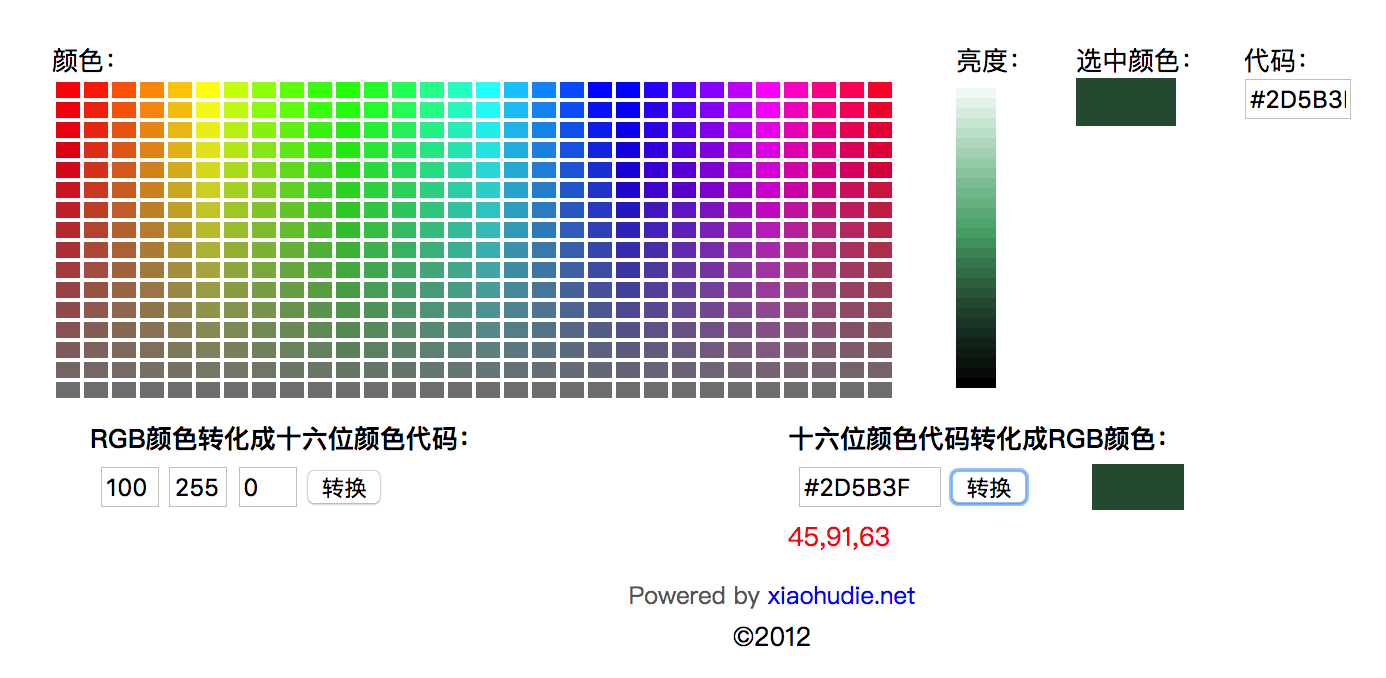 颜色： 亮度： 选中颜色： 代码：
#2D5B3
RGB颜色转化成十六位颜色代码： 十六位颜色代码转化成RGB颜色：
100 255 0 转换 #2D5B3F 转换
45,91,63
Powered by xiaohudie.net
©2012